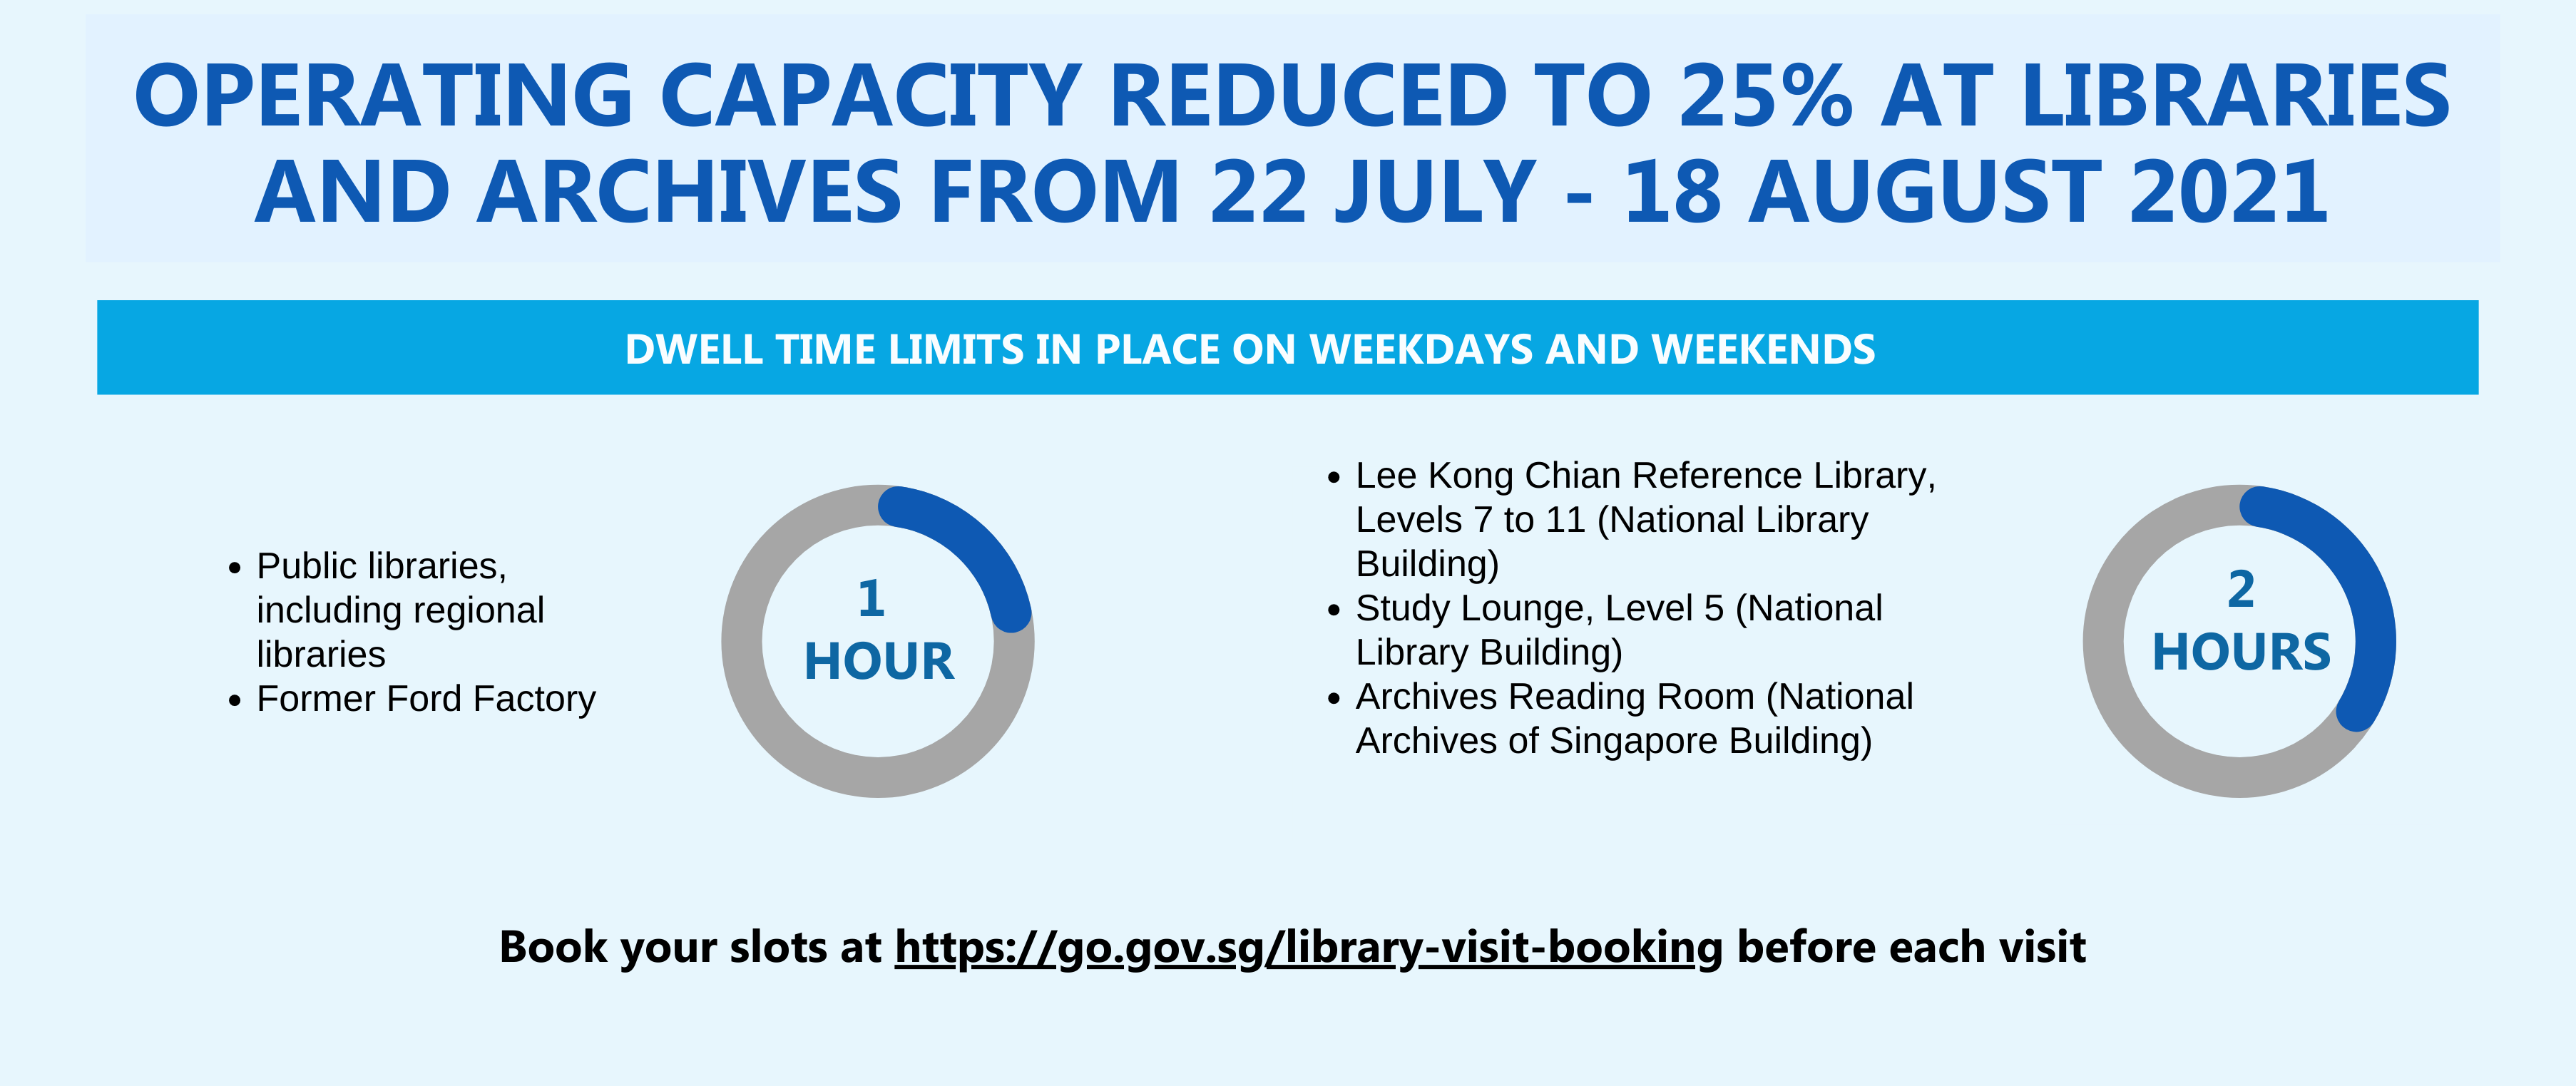 OPERATING CAPACITY REDUCED TO 25% AT LIBRARIES
AND ARCHIVES FROM 22 JULY - 18 AUGUST 2021
DWELL TIME LIMITS IN PLACE ON WEEKDAYS AND WEEKENDS
• Public libraries,
including regional
libraries
• Former Ford Factory
1
HOUR
• Lee Kong Chian Reference Library,
Levels 7 to 11 (National Library
Building)
• Study Lounge, Level 5 (National
Library Building)
• Archives Reading Room (National
Archives of Singapore Building)
2
HOURS
Book your slots at https://go.gov.sg/library-visit-booking before each visit